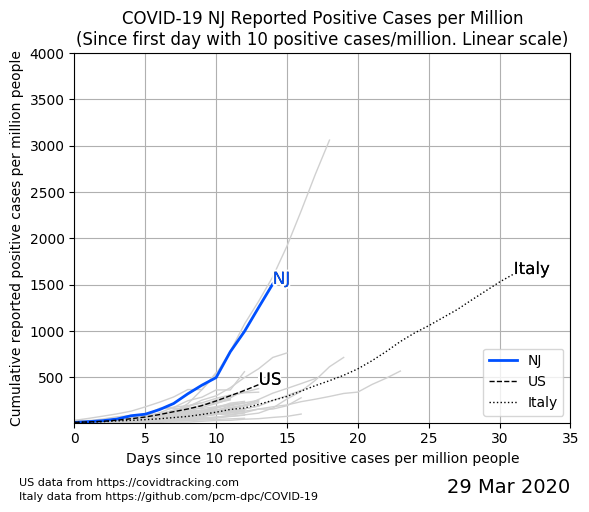 COVID-19 NJ Reported Positive Cases per Million
(Since first day with 10 positive cases/million. Linear scale)
Cumulative reported positive cases per million people
4000
3500
3000
2500
2000
1500
1000
500
NJ
US
Italy
NJ
US
Italy
0
5
10
15
20
25
30
35
Days since 10 reported positive cases per million people
US data from https://covidtracking.com
Italy data from https://github.com/pcm-dpc/COVID-19
29 Mar 2020